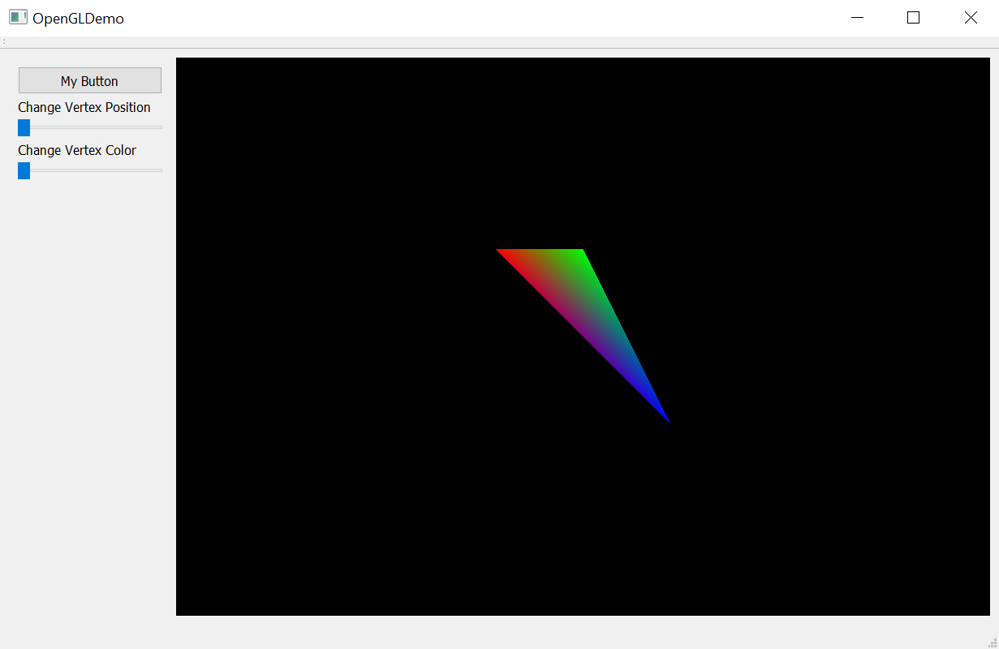 OpenGLDemo
My Button
Change Vertex Position
Change Vertex Color